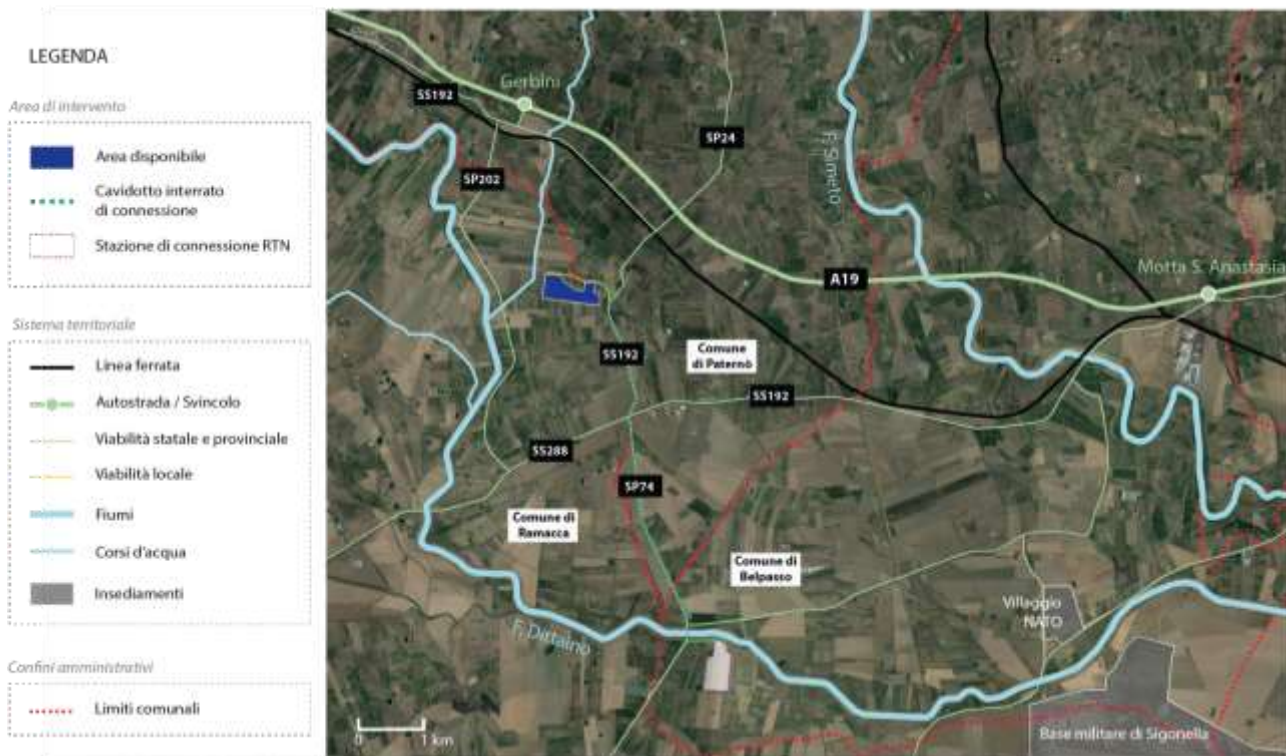 LEGENDA
Area di intervento
Area disponibile
Cavidotto interrato
di connessione
Stazione di connessione RTN
Sistema territoriale
Linea ferrata
Autostrada / Svincolo
Viabilità statale e provinciale
Viabilità locale
Fiumi
Corsi d'acqua
Insediamenti
Confini amministrativi
Limiti comunali
Gerbini
SS192
SP24
SP202
F. Simeto
A19
Motta S. Anastasia
SS192
Comune
di Paternò
SS192
SS288
SP74
Comune di
Ramacca
Comune di
Belpasso
Villaggio
NATO
F. Dittaino
0 1 km
Base militare di Sigonella